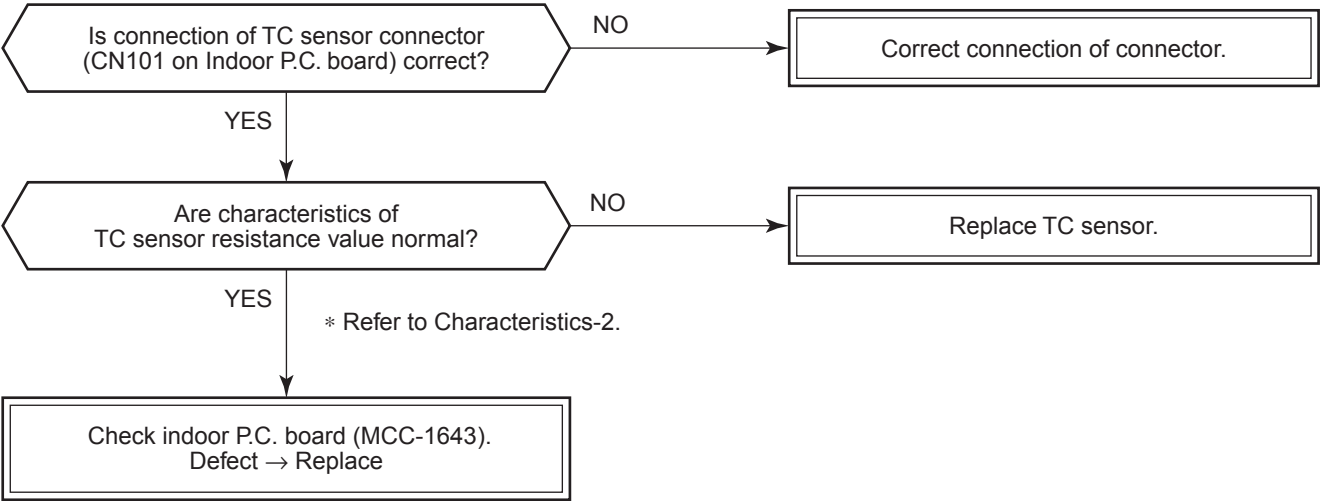 Is connection of TC sensor connector
(CN101 on Indoor P.C. board) correct?
NO
Correct connection of connector.
YES
Are characteristics of
TC sensor resistance value normal?
NO
Replace TC sensor.
YES
* Refer to Characteristics-2.
Check indoor P.C. board (MCC-1643).
Defect → Replace